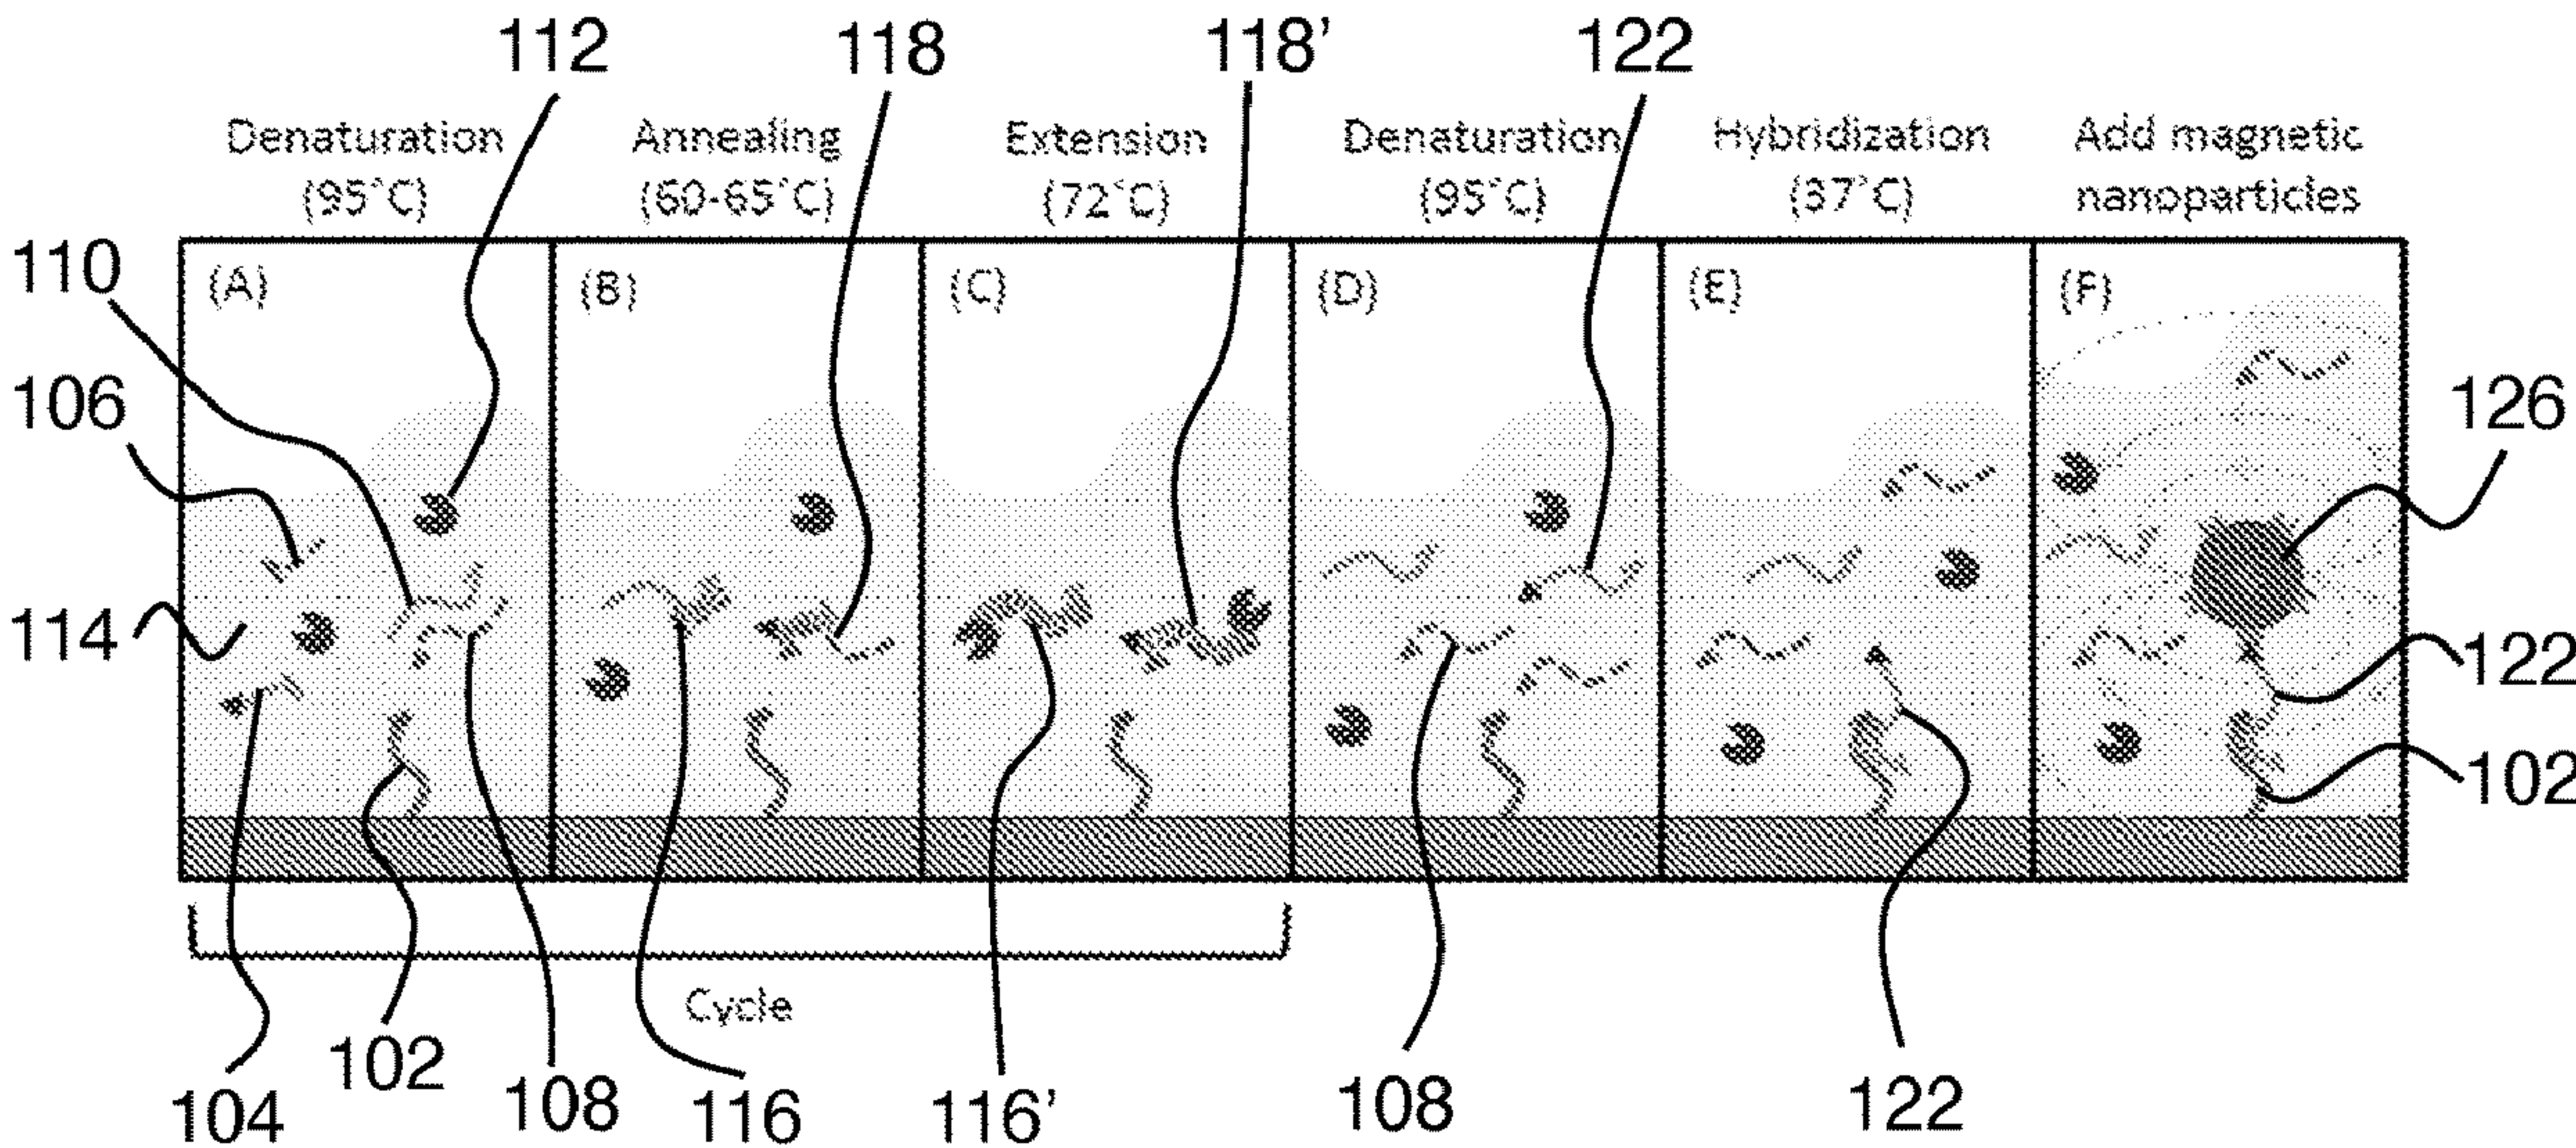 112 118 118' 122
Denaturation Annealing Extension Denaturation Hybridization Add magnetic
(95°C) (60-65°C) (72°C) (95°C) (37°C) nanoparticles
110 (A) (B) (C) (D) (E) (F)
106 126
114 122
102
Cycle
104 102 108 116 116' 108 122